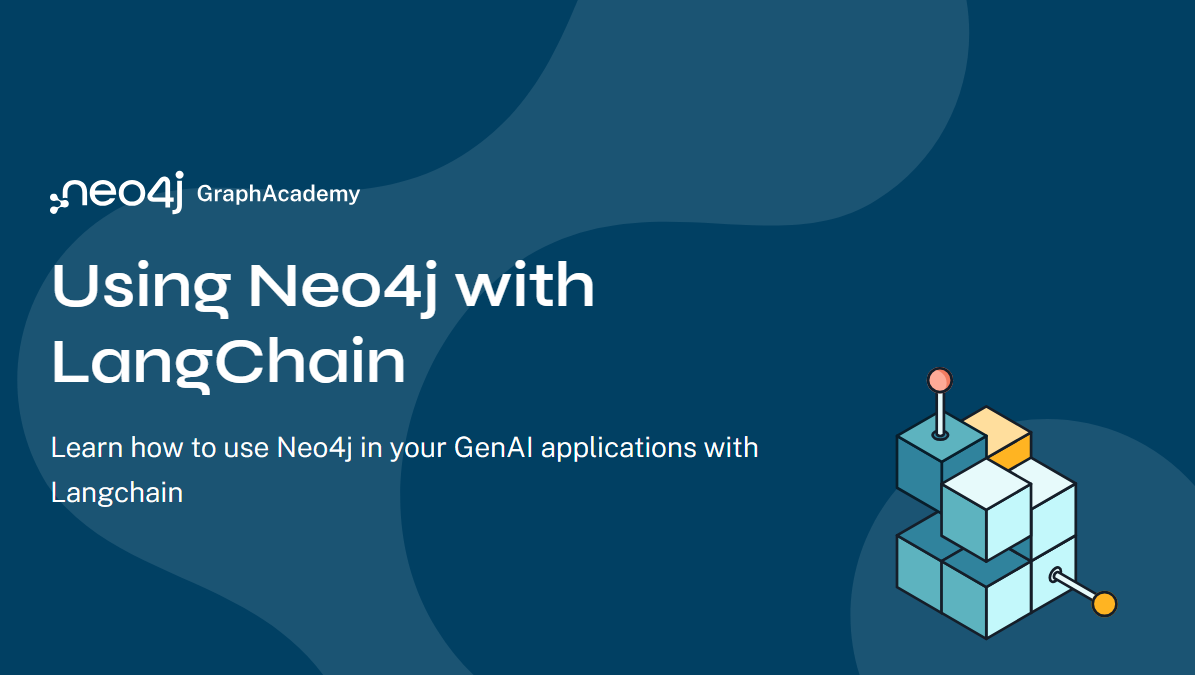 neo4j GraphAcademy
Using Neo4j with
LangChain
Learn how to use Neo4j in your GenAI applications with
Langchain